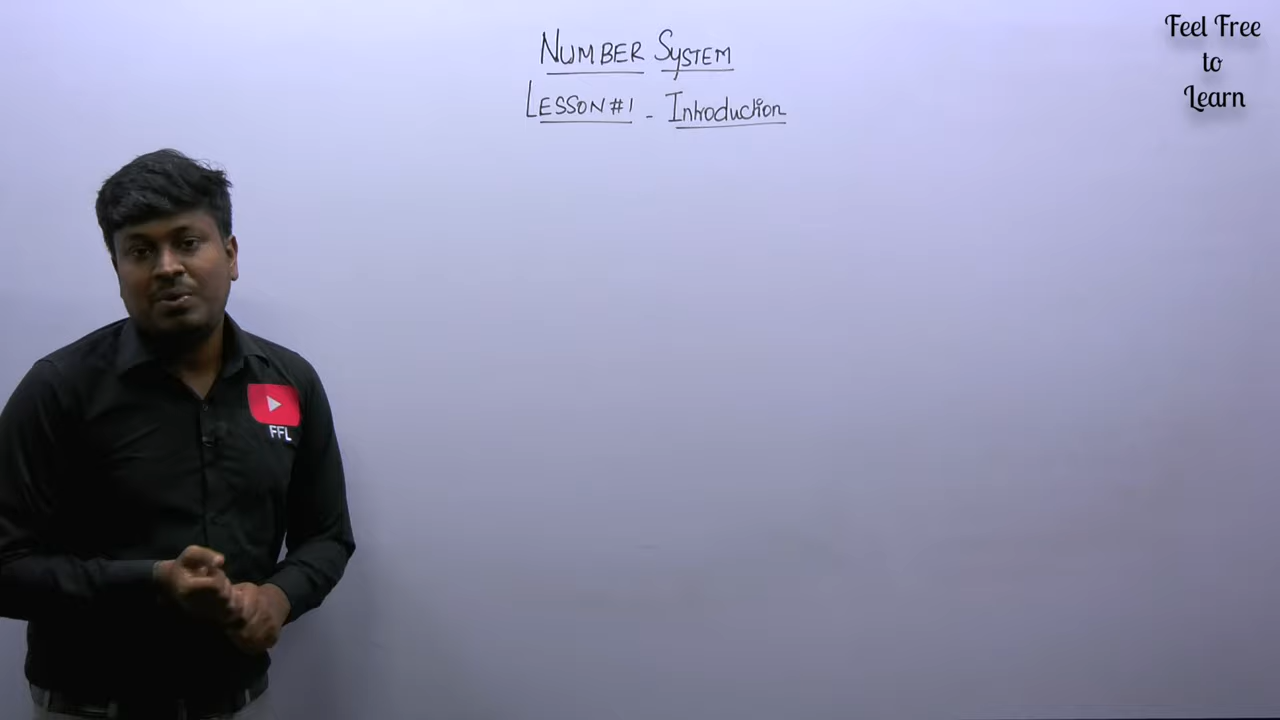 NUMBER SYSTEM
LESSON #1 - Introduction
Feel Free
to
Learn
FFL